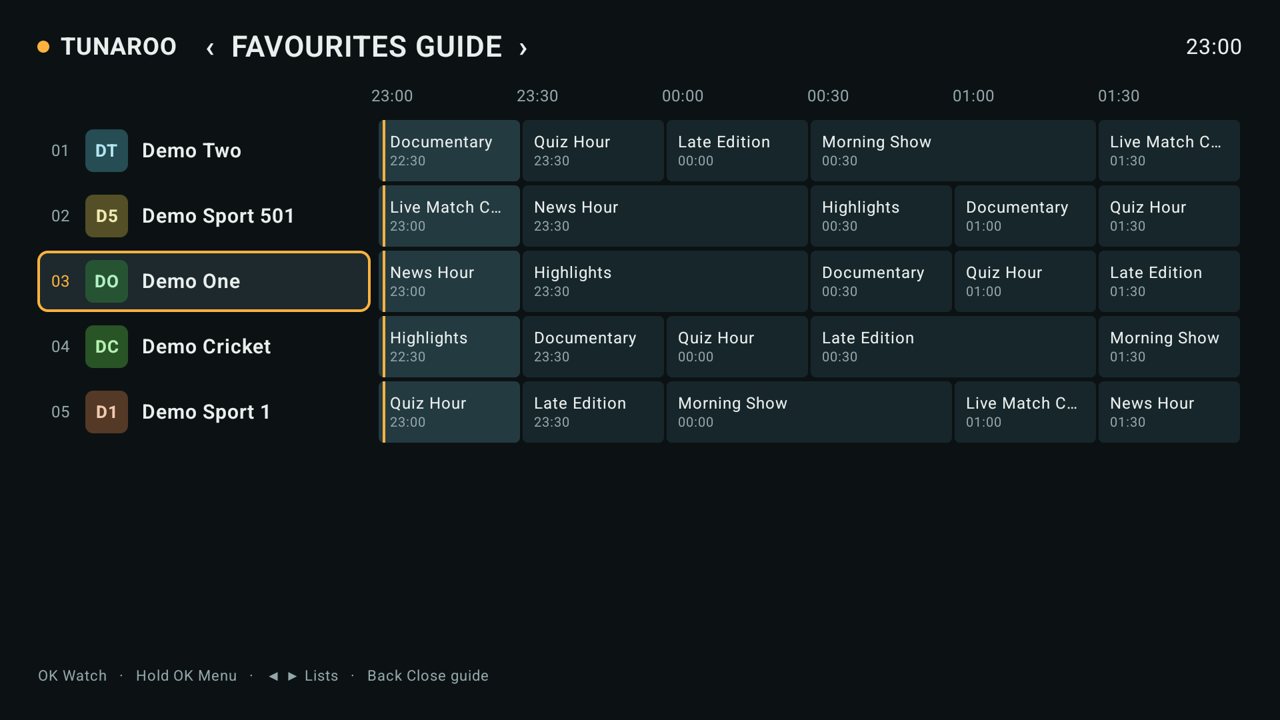 TUNAROO ‹ FAVOURITES GUIDE › 23:00
23:00 23:30 00:00 00:30 01:00 01:30
01 DT Demo Two
Documentary Quiz Hour Late Edition Morning Show Live Match C…
22:30 23:30 00:00 00:30 01:30
02 D5 Demo Sport 501
Live Match C… News Hour Highlights Documentary Quiz Hour
23:00 23:30 00:30 01:00 01:30
03 DO Demo One
News Hour Highlights Documentary Quiz Hour Late Edition
23:00 23:30 00:30 01:00 01:30
04 DC Demo Cricket
Highlights Documentary Quiz Hour Late Edition Morning Show
22:30 23:30 00:00 00:30 01:30
05 D1 Demo Sport 1
Quiz Hour Late Edition Morning Show Live Match C… News Hour
23:00 23:30 00:00 01:00 01:30
OK Watch · Hold OK Menu · ◄ ► Lists · Back Close guide